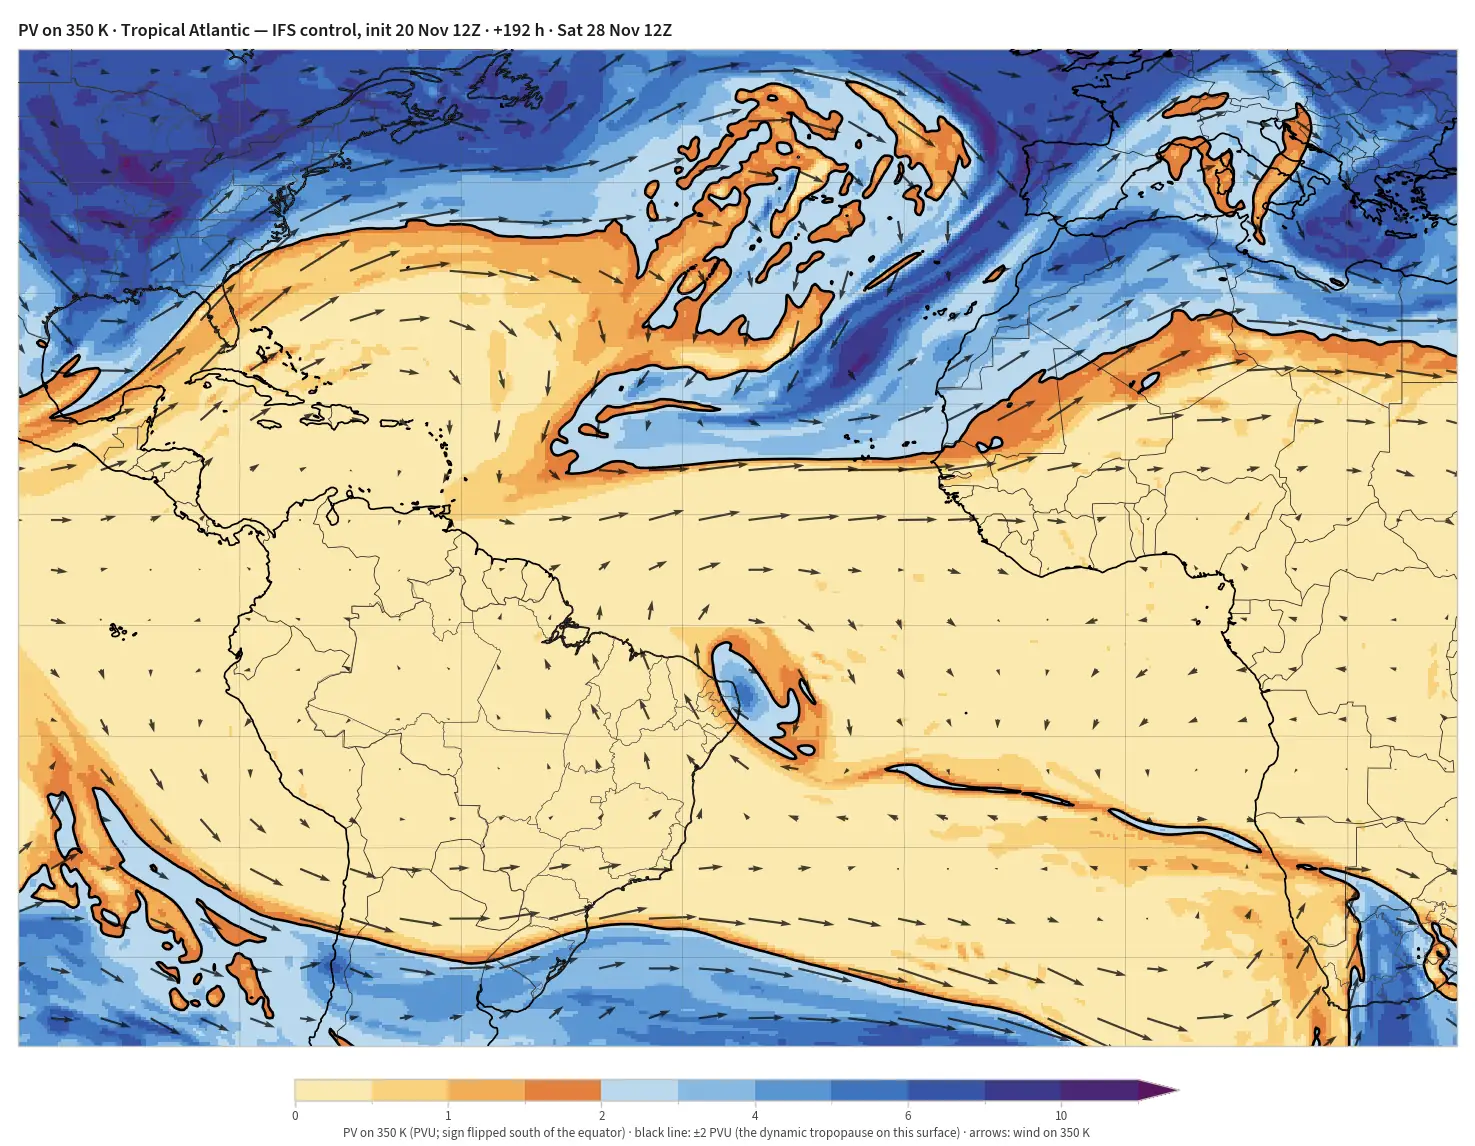 PV on 350 K · Tropical Atlantic — IFS control, init 20 Nov 12Z · +192 h · Sat 28 Nov 12Z
0 1 2 4 6 10
PV on 350 K (PVU; sign flipped south of the equator) · black line: ±2 PVU (the dynamic tropopause on this surface) · arrows: wind on 350 K